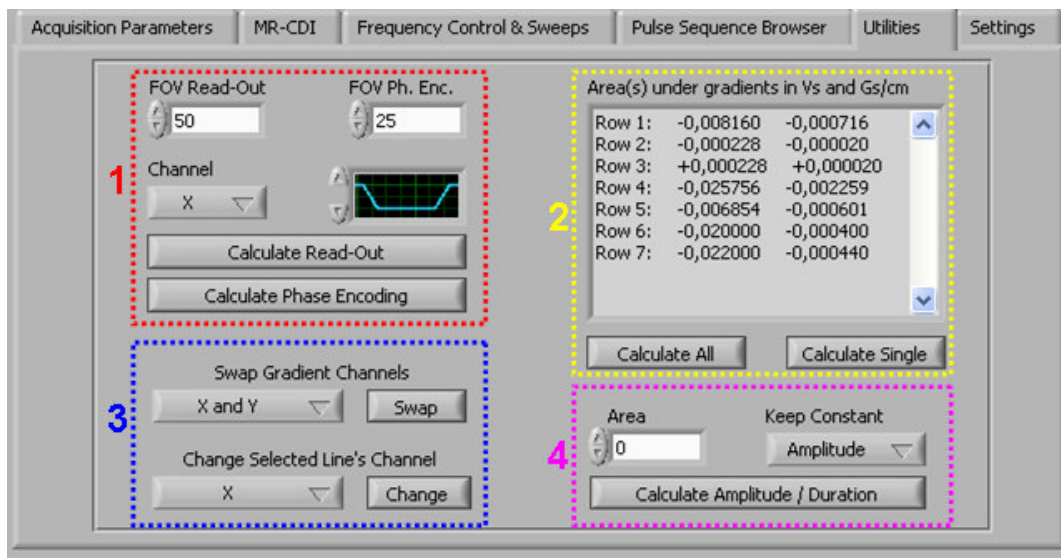 Acquisition Parameters MR-CDI Frequency Control & Sweeps Pulse Sequence Browser Utilities Settings
1
FOV Read-Out FOV Ph. Enc.
50 25
Channel
X
Calculate Read-Out
Calculate Phase Encoding
2
Area(s) under gradients in Vs and Gs/cm
Row 1: -0,008160 -0,000716
Row 2: -0,000228 -0,000020
Row 3: +0,000228 +0,000020
Row 4: -0,025756 -0,002259
Row 5: -0,006854 -0,000601
Row 6: -0,020000 -0,000400
Row 7: -0,022000 -0,000440
Calculate All Calculate Single
3
Swap Gradient Channels
X and Y Swap
Change Selected Line's Channel
X Change
4
Area Keep Constant
0 Amplitude
Calculate Amplitude / Duration